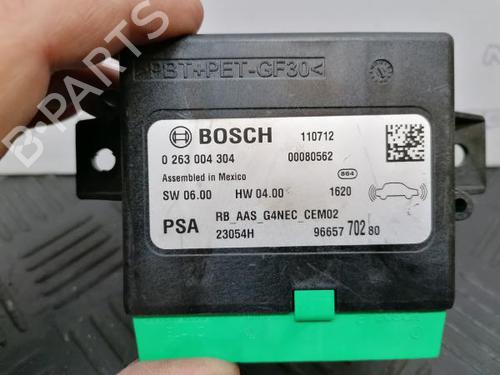 >PBT+PET-GF30<
BOSCH 110712
0 263 004 304 00080562
Assembled in Mexico 864
SW 06.00 HW 04.00 1620
PSA RB_AAS_G4NEC_CEM02
23054H 96657 702 80
B-Parts